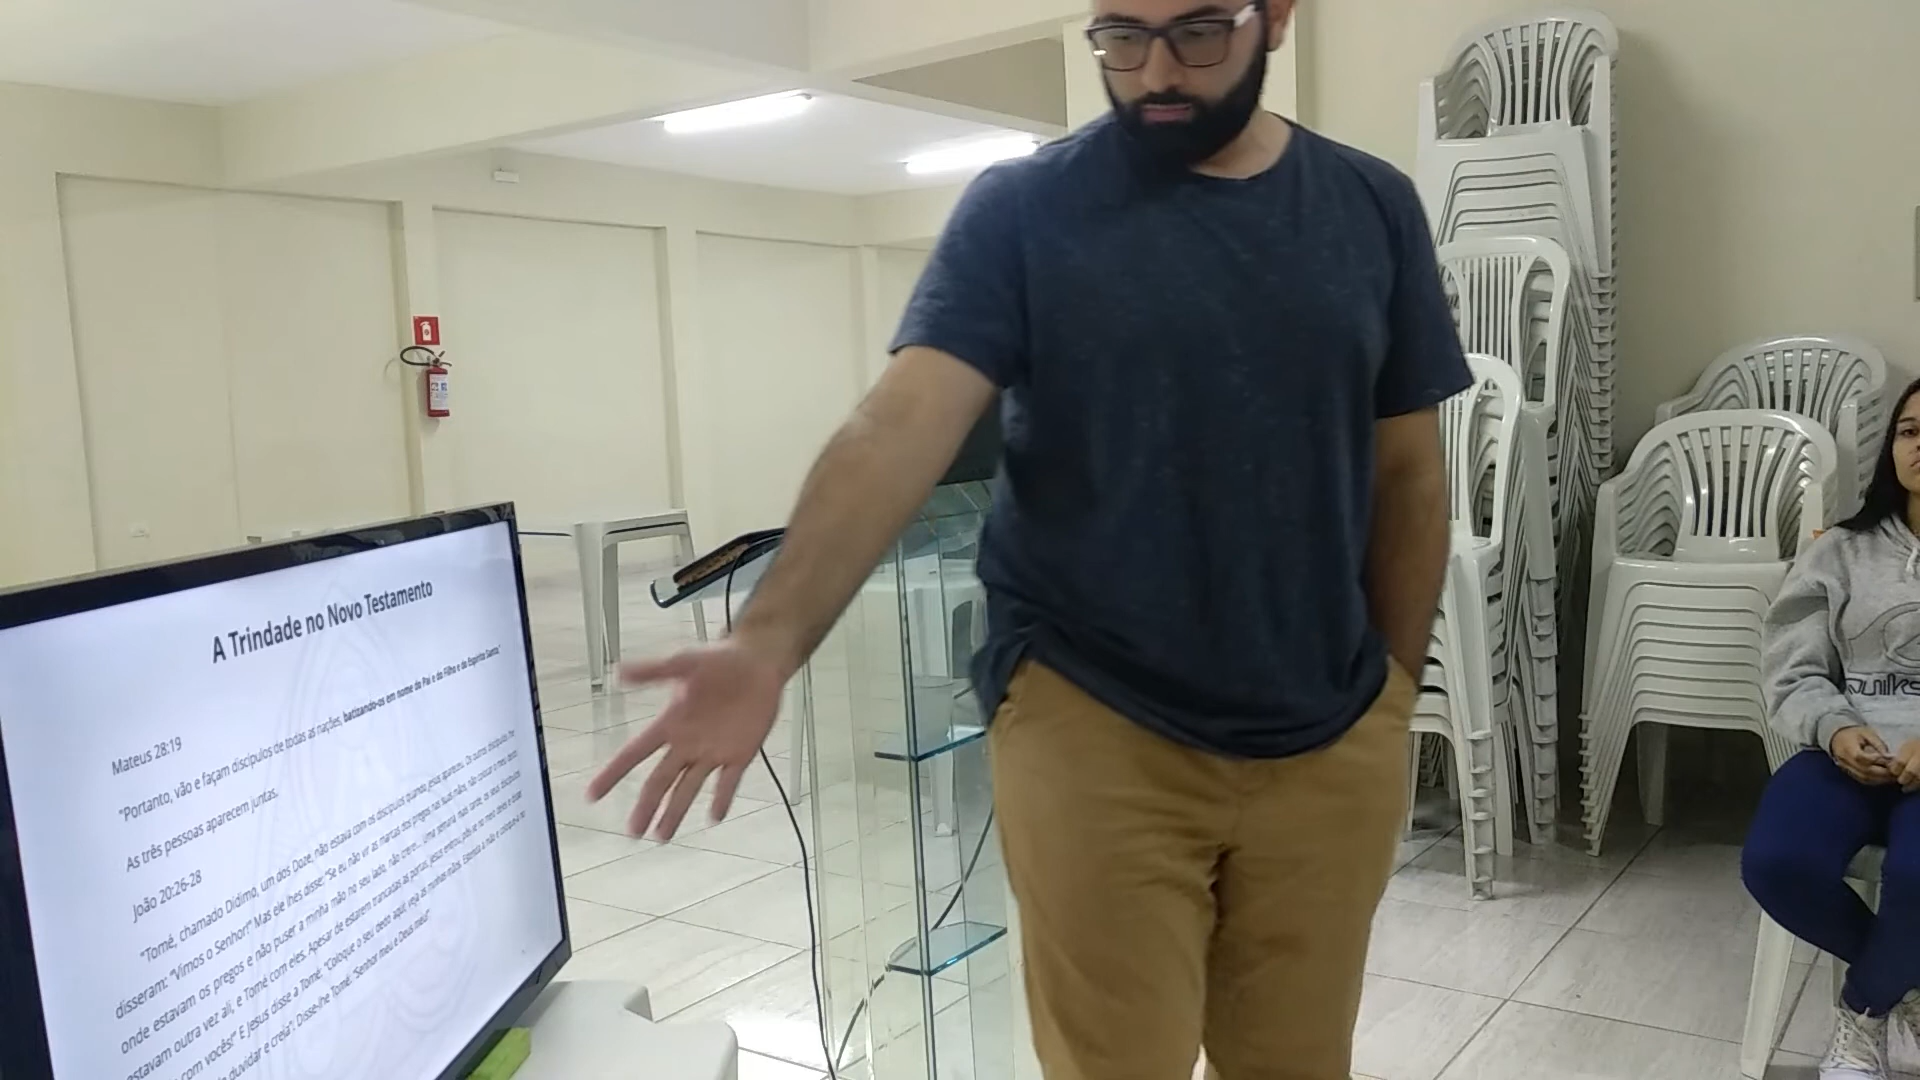 A Trindade no Novo Testamento
Mateus 28:19
"Portanto, vão e façam discípulos de todas as nações, batizando-os em nome do Pai e do Filho e do Espírito Santo."
As três pessoas aparecem juntas.
João 20:26-28
"Tomé, chamado Dídimo, um dos Doze, não estava com os discípulos quando Jesus apareceu. Os outros discípulos lhe
disseram: "Vimos o Senhor!" Mas ele lhes disse: "Se eu não vir as marcas dos pregos nas suas mãos, não colocar o meu dedo
onde estavam os pregos e não puser a minha mão no seu lado, não crerei... Uma semana mais tarde, os seus discípulos
estavam outra vez ali, e Tomé com eles. Apesar de estarem trancadas as portas, Jesus entrou, pôs-se no meio deles e disse:
com vocês!" E Jesus disse a Tomé: "Coloque o seu dedo aqui; veja as minhas mãos. Estenda a mão e coloque-a no
duvidar e creia". Disse-lhe Tomé: "Senhor meu e Deus meu!"